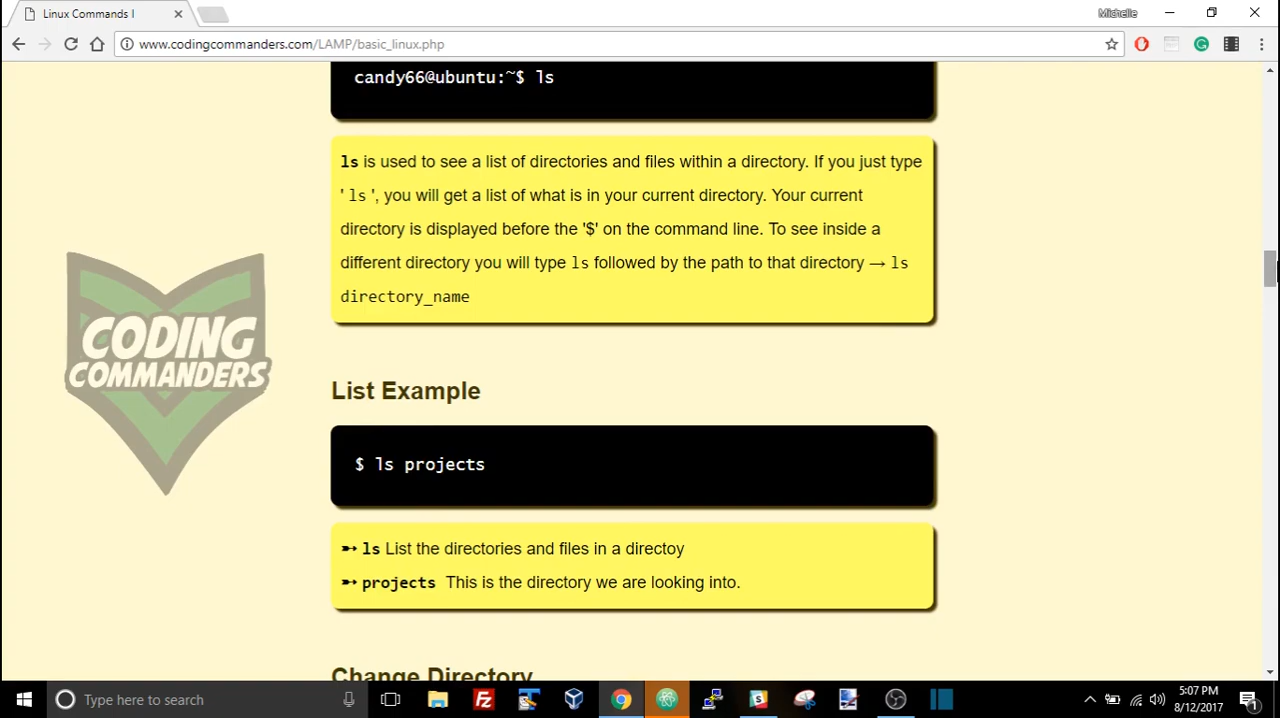 Linux Commands I
Michelle
www.codingcommanders.com/LAMP/basic_linux.php
candy66@ubuntu:~$ ls
ls is used to see a list of directories and files within a directory. If you just type
' ls ', you will get a list of what is in your current directory. Your current
directory is displayed before the '$' on the command line. To see inside a
different directory you will type ls followed by the path to that directory → ls
directory_name
CODING
COMMANDERS
List Example
$ ls projects
➼ ls List the directories and files in a directoy
➼ projects This is the directory we are looking into.
Change Directory
Type here to search
5:07 PM
8/12/2017
1